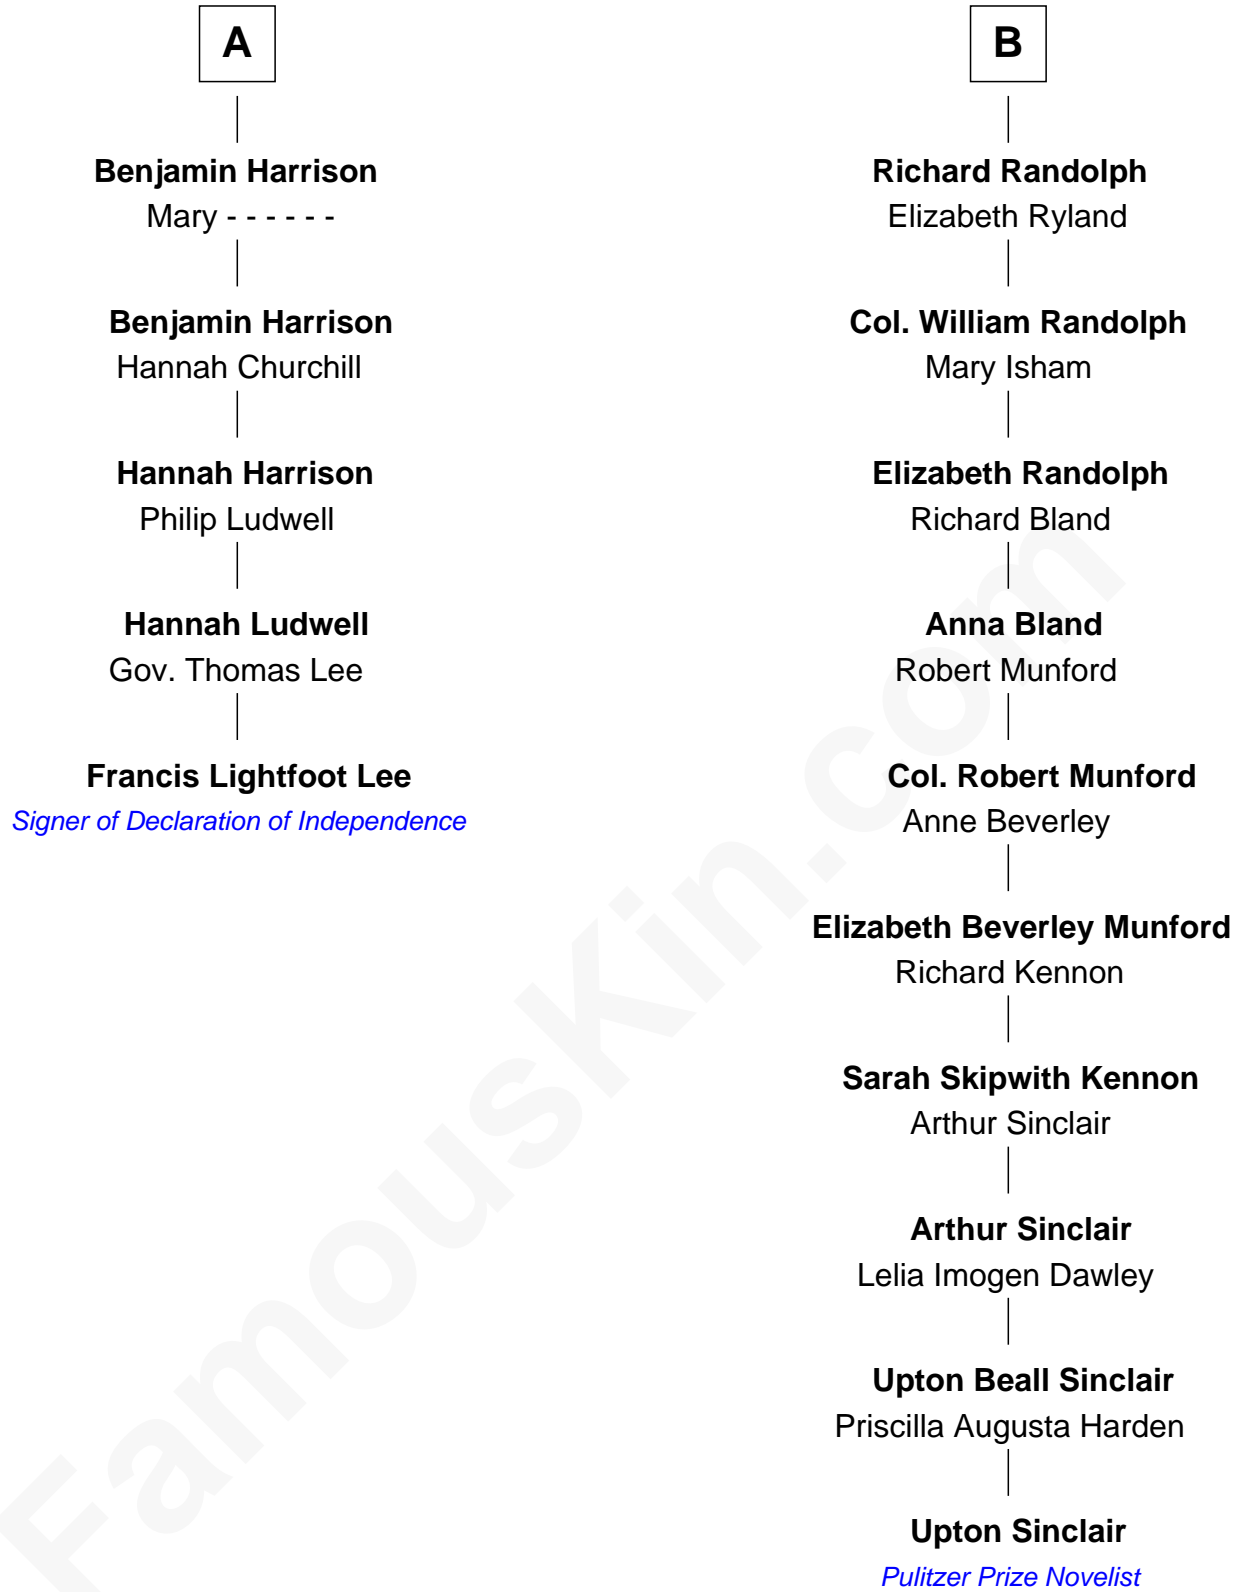 A
Benjamin Harrison
Mary - - - - - -
Benjamin Harrison
Hannah Churchill
Hannah Harrison
Philip Ludwell
Hannah Ludwell
Gov. Thomas Lee
Francis Lightfoot Lee
Signer of Declaration of Independence
B
Richard Randolph
Elizabeth Ryland
Col. William Randolph
Mary Isham
Elizabeth Randolph
Richard Bland
Anna Bland
Robert Munford
Col. Robert Munford
Anne Beverley
Elizabeth Beverley Munford
Richard Kennon
Sarah Skipwith Kennon
Arthur Sinclair
Arthur Sinclair
Lelia Imogen Dawley
Upton Beall Sinclair
Priscilla Augusta Harden
Upton Sinclair
Pulitzer Prize Novelist
FamousKin.com